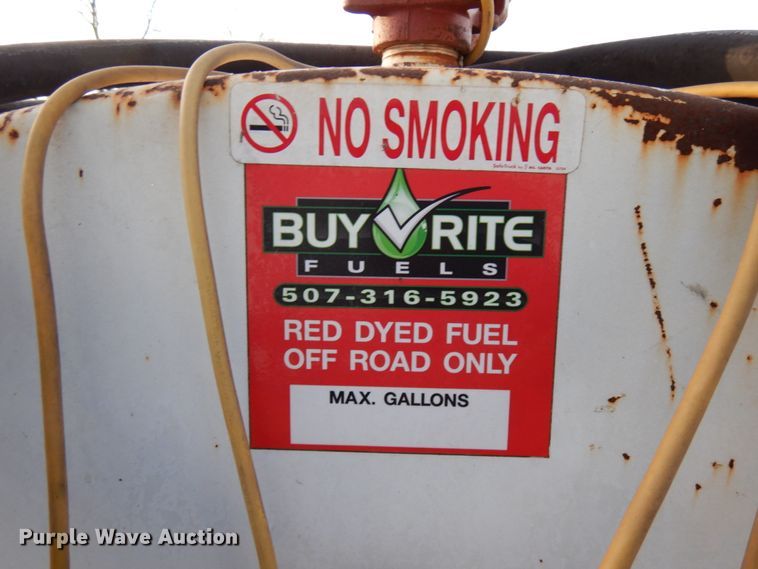 NO SMOKING
BUY RITE
FUELS
507-316-5923
RED DYED FUEL
OFF ROAD ONLY
MAX. GALLONS
Purple Wave Auction